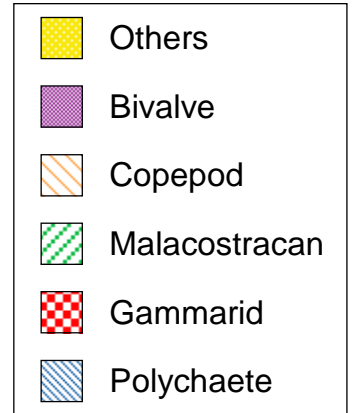 Others
Bivalve
Copepod
Malacostracan
Gammarid
Polychaete